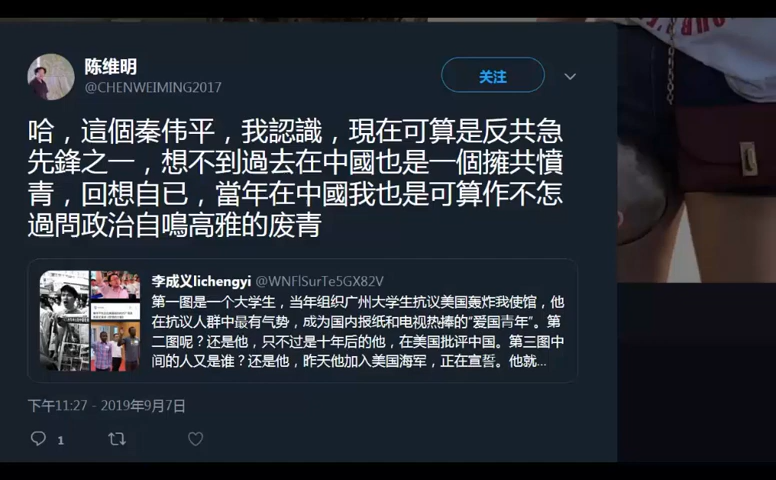 陈维明
@CHENWEIMING2017
关注
哈，這個秦伟平，我認識，現在可算是反共急
先鋒之一，想不到過去在中國也是一個擁共憤
青，回想自已，當年在中國我也是可算作不怎
過問政治自鳴高雅的废青
李成义lichengyi @WNFlSurTe5GX82V
第一图是一个大学生，当年组织广州大学生抗议美国轰炸我使馆，他
在抗议人群中最有气势，成为国内报纸和电视热捧的“爱国青年”。第
二图呢？还是他，只不过是十年后的他，在美国批评中国。第三图中
间的人又是谁？还是他，昨天他加入美国海军，正在宣誓。他就...
下午11:27 - 2019年9月7日
1